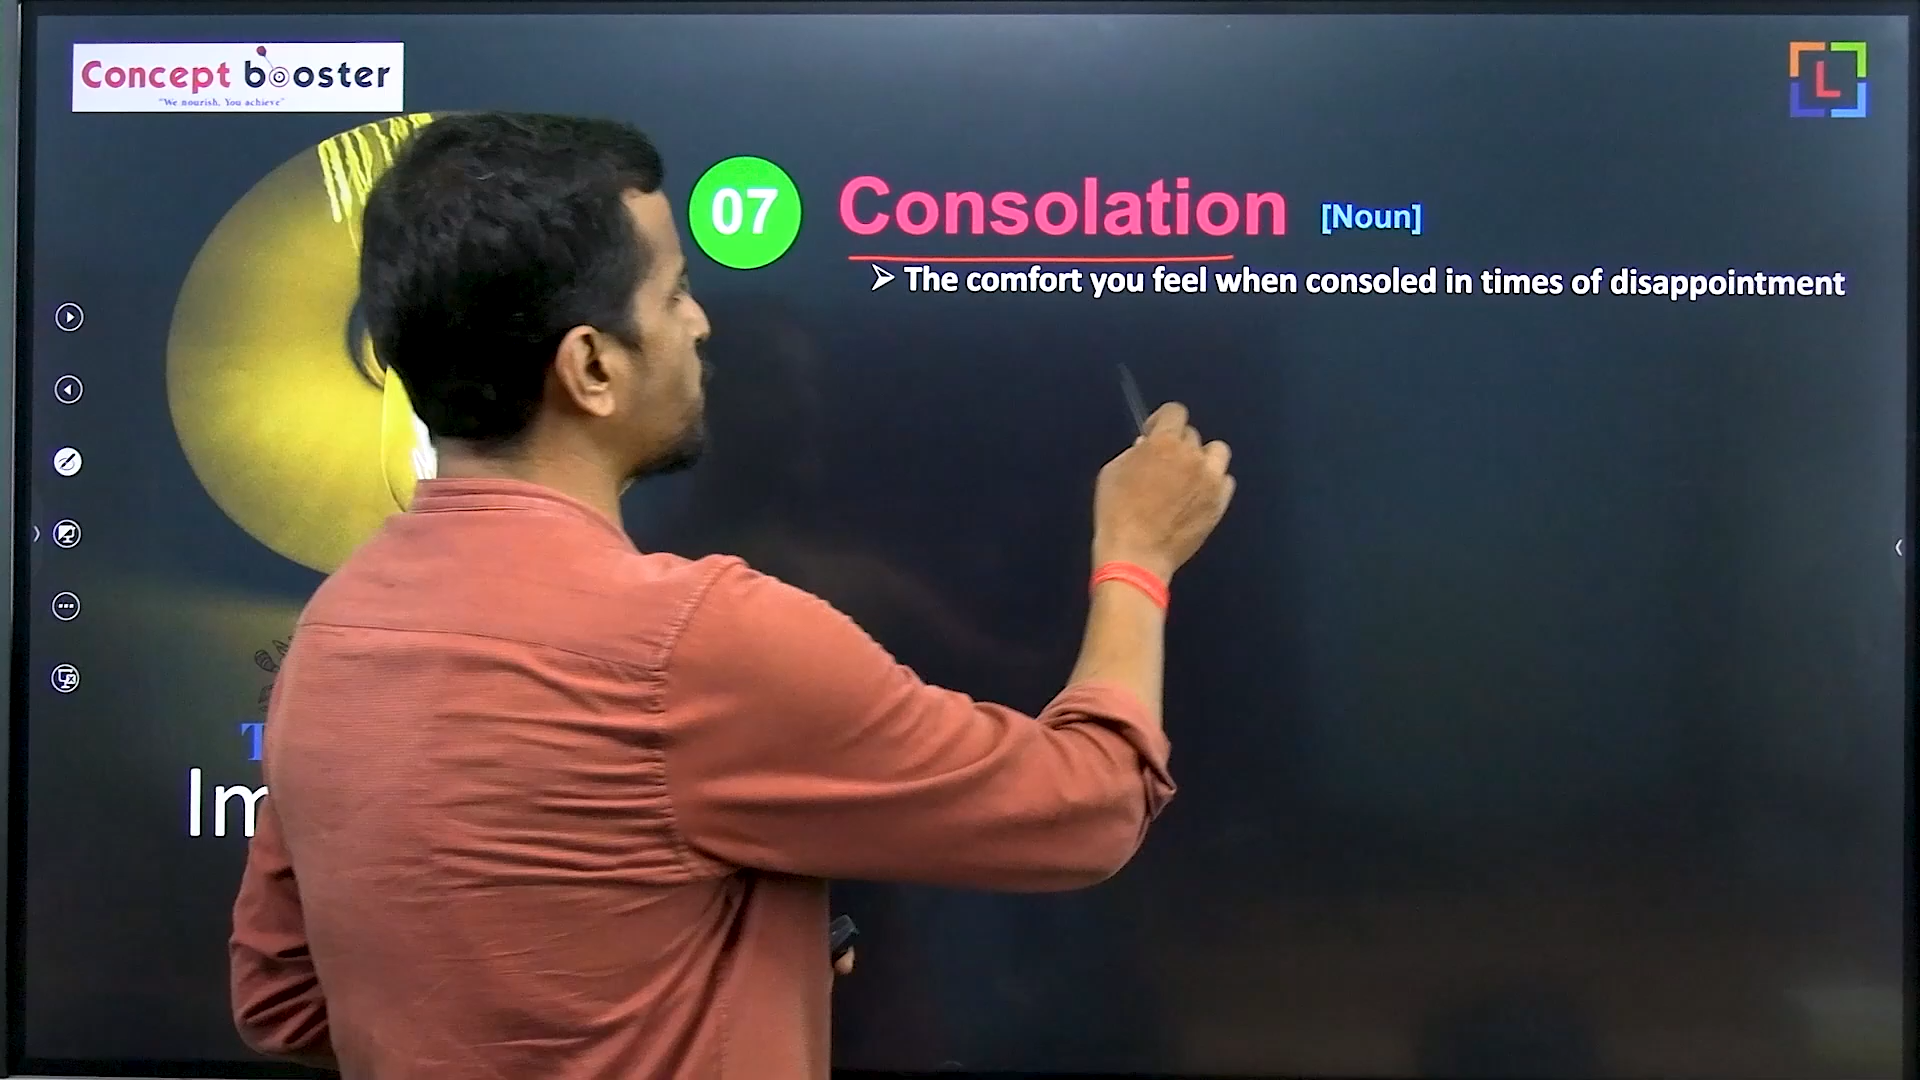 Concept booster
"We nourish, You achieve"
L
07 Consolation [Noun]
➢ The comfort you feel when consoled in times of disappointment